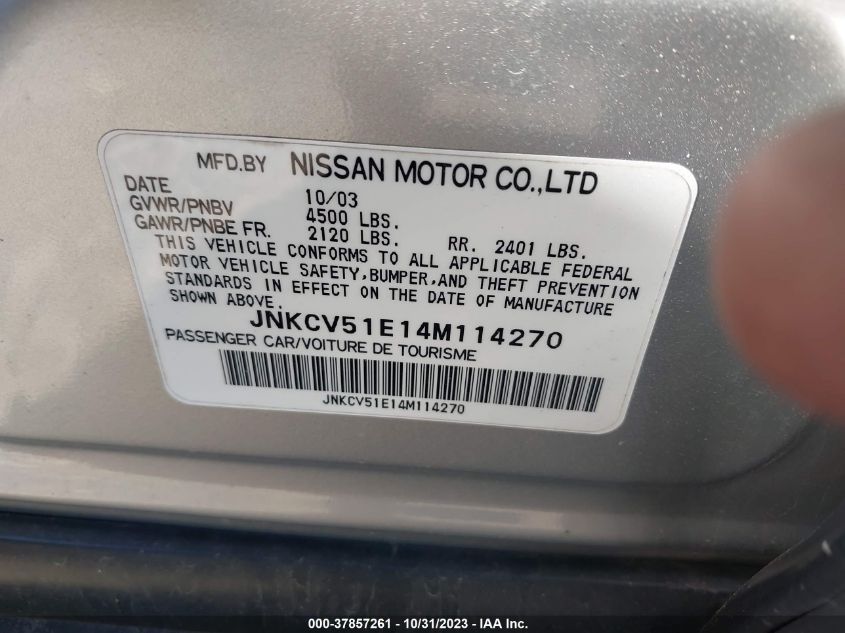 MFD.BY NISSAN MOTOR CO.,LTD
DATE 10/03
GVWR/PNBV 4500 LBS.
GAWR/PNBE FR. 2120 LBS. RR. 2401 LBS.
THIS VEHICLE CONFORMS TO ALL APPLICABLE FEDERAL
MOTOR VEHICLE SAFETY,BUMPER,AND THEFT PREVENTION
STANDARDS IN EFFECT ON THE DATE OF MANUFACTURE
SHOWN ABOVE.
JNKCV51E14M114270
PASSENGER CAR/VOITURE DE TOURISME
JNKCV51E14M114270
000-37857261 - 10/31/2023 - IAA Inc.